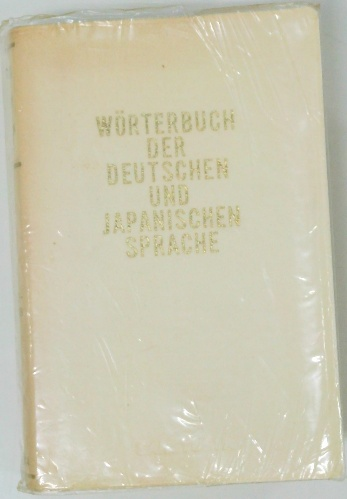 WÖRTERBUCH
DER
DEUTSCHEN
UND
JAPANISCHEN
SPRACHE